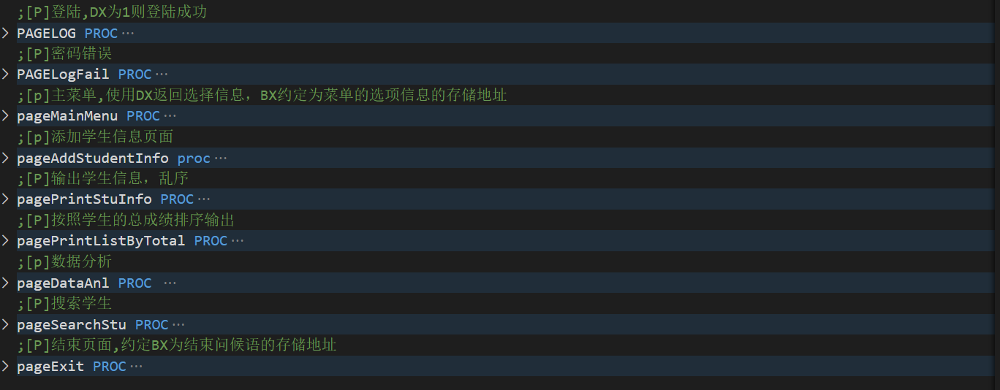 ;[P]登陆,DX为1则登陆成功
PAGELOG PROC…
;[P]密码错误
PAGELogFail PROC…
;[p]主菜单,使用DX返回选择信息，BX约定为菜单的选项信息的存储地址
pageMainMenu PROC…
;[p]添加学生信息页面
pageAddStudentInfo proc…
;[P]输出学生信息，乱序
pagePrintStuInfo PROC…
;[P]按照学生的总成绩排序输出
pagePrintListByTotal PROC…
;[p]数据分析
pageDataAnl PROC …
;[P]搜索学生
pageSearchStu PROC…
;[P]结束页面,约定BX为结束问候语的存储地址
pageExit PROC…